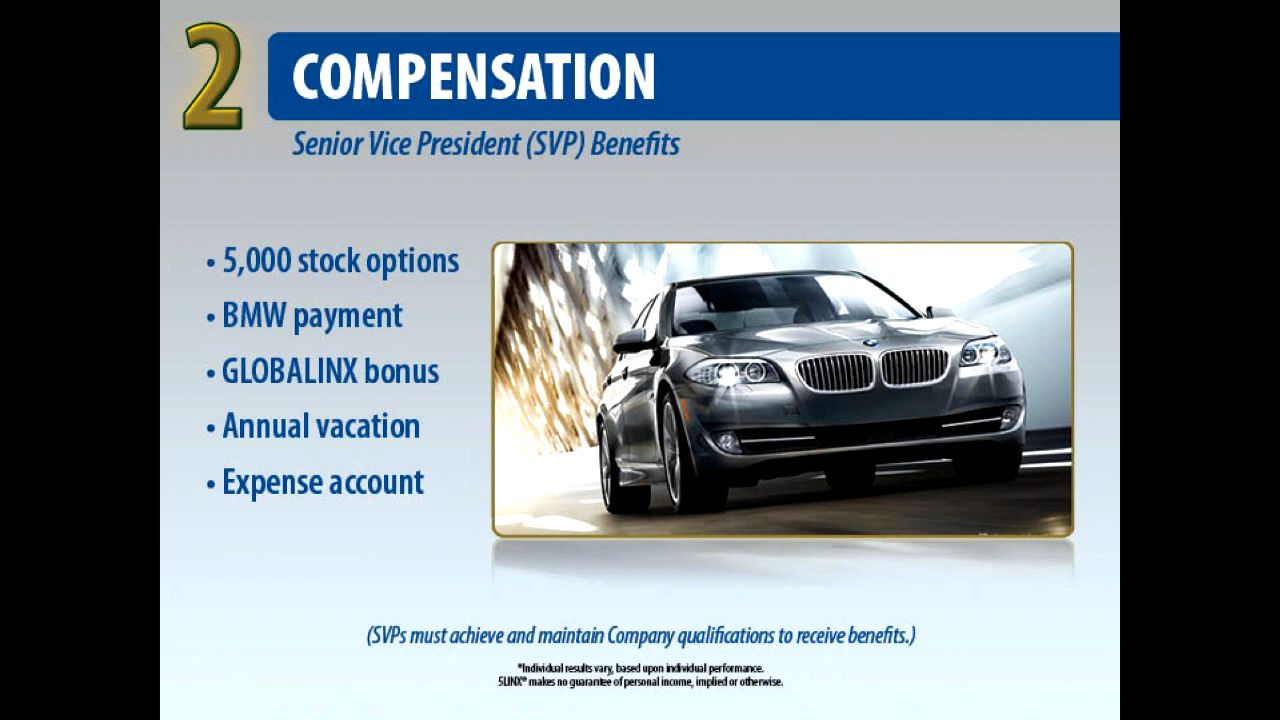 2
COMPENSATION
Senior Vice President (SVP) Benefits
• 5,000 stock options
• BMW payment
• GLOBALINX bonus
• Annual vacation
• Expense account
(SVPs must achieve and maintain Company qualifications to receive benefits.)
*Individual results vary, based upon individual performance.
5LINX® makes no guarantee of personal income, implied or otherwise.